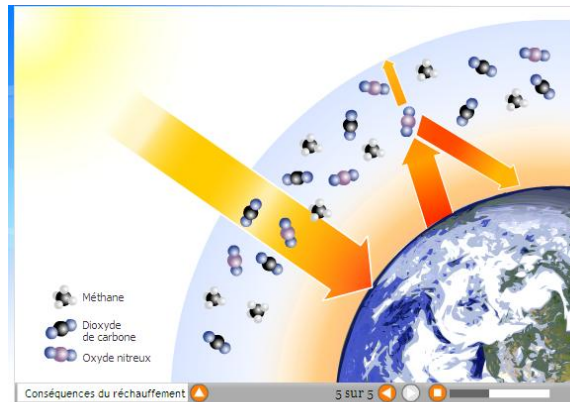 Méthane
Dioxyde
de carbone
Oxyde nitreux
Conséquences du réchauffement
5 sur 5